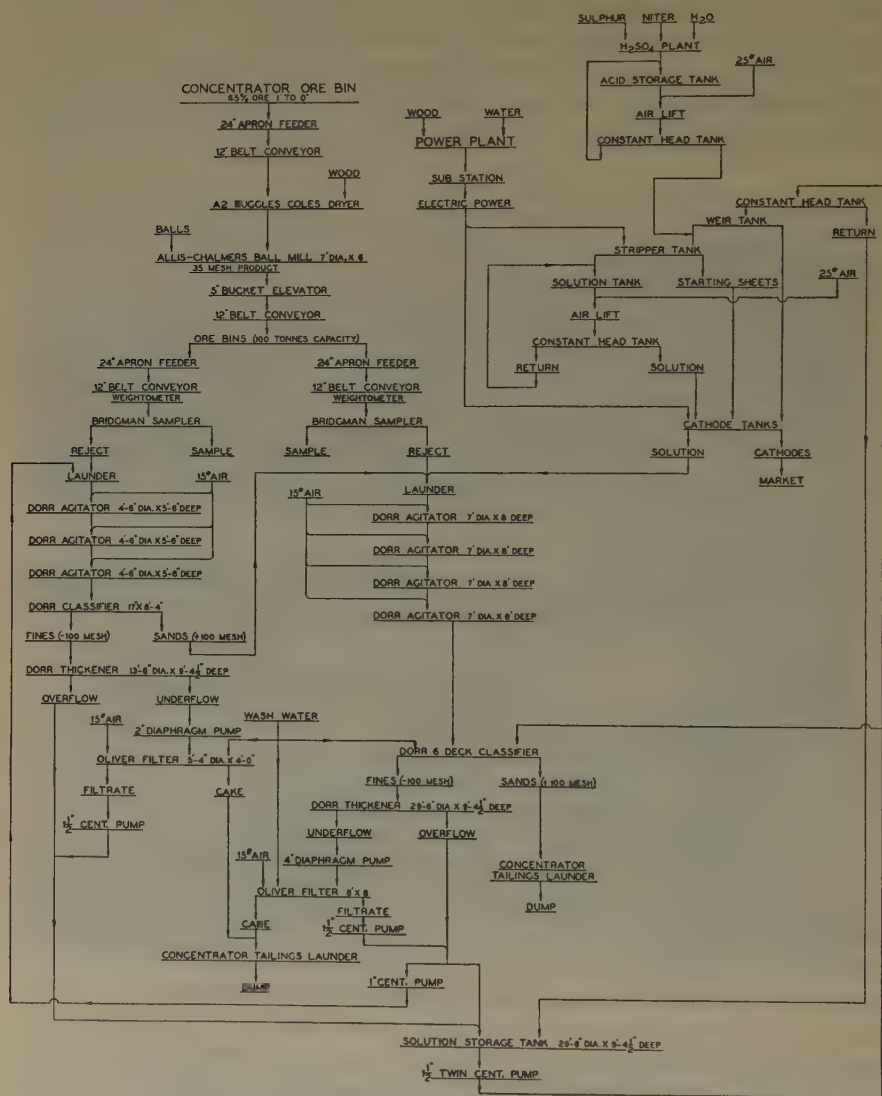 SULPHUR NITER H2O
H2SO4 PLANT
25# AIR
ACID STORAGE TANK
AIR LIFT
CONSTANT HEAD TANK
CONCENTRATOR ORE BIN
6.5% ORE 1" TO 0"
24" APRON FEEDER
12" BELT CONVEYOR
WOOD
A2 RUGGLES COLES DRYER
BALLS
ALLIS-CHALMERS BALL MILL 7' DIA. X 6
35 MESH PRODUCT
5" BUCKET ELEVATOR
12" BELT CONVEYOR
ORE BINS (100 TONNES CAPACITY)
WOOD WATER
POWER PLANT
SUB STATION
ELECTRIC POWER
CONSTANT HEAD TANK
WEIR TANK
RETURN
STRIPPER TANK
SOLUTION TANK STARTING SHEETS
25# AIR
AIR LIFT
CONSTANT HEAD TANK
RETURN SOLUTION
CATHODE TANKS
SOLUTION CATHODES
MARKET
24" APRON FEEDER
12" BELT CONVEYOR
WEIGHTOMETER
BRIDGMAN SAMPLER
REJECT SAMPLE
LAUNDER
15# AIR
DORR AGITATOR 4'-6" DIA. X 5'-6" DEEP
DORR AGITATOR 4'-6" DIA. X 5'-6" DEEP
DORR AGITATOR 4'-6" DIA. X 5'-6" DEEP
DORR CLASSIFIER 17" X 8'-4"
FINES (-100 MESH) SANDS (+100 MESH)
DORR THICKENER 13'-6" DIA. X 9'-4½" DEEP
OVERFLOW UNDERFLOW
15# AIR
2" DIAPHRAGM PUMP
OLIVER FILTER 5'-4" DIA. X 4'-0"
FILTRATE CAKE
1½" CENT. PUMP
24" APRON FEEDER
12" BELT CONVEYOR
WEIGHTOMETER
BRIDGMAN SAMPLER
SAMPLE REJECT
LAUNDER
15# AIR
DORR AGITATOR 7' DIA. X 8 DEEP
DORR AGITATOR 7' DIA. X 8' DEEP
DORR AGITATOR 7' DIA. X 8' DEEP
DORR AGITATOR 7' DIA. X 8' DEEP
WASH WATER
DORR 6 DECK CLASSIFIER
FINES (-100 MESH) SANDS (+100 MESH)
DORR THICKENER 29'-6" DIA X 9'-4½" DEEP
UNDERFLOW OVERFLOW
15# AIR
4" DIAPHRAGM PUMP
OLIVER FILTER 8' X 8
FILTRATE
CAKE
1½" CENT. PUMP
CONCENTRATOR TAILINGS LAUNDER
DUMP
CONCENTRATOR
TAILINGS LAUNDER
DUMP
1" CENT. PUMP
SOLUTION STORAGE TANK 29'-6" DIA. X 9'-4½" DEEP
1½" TWIN CENT. PUMP